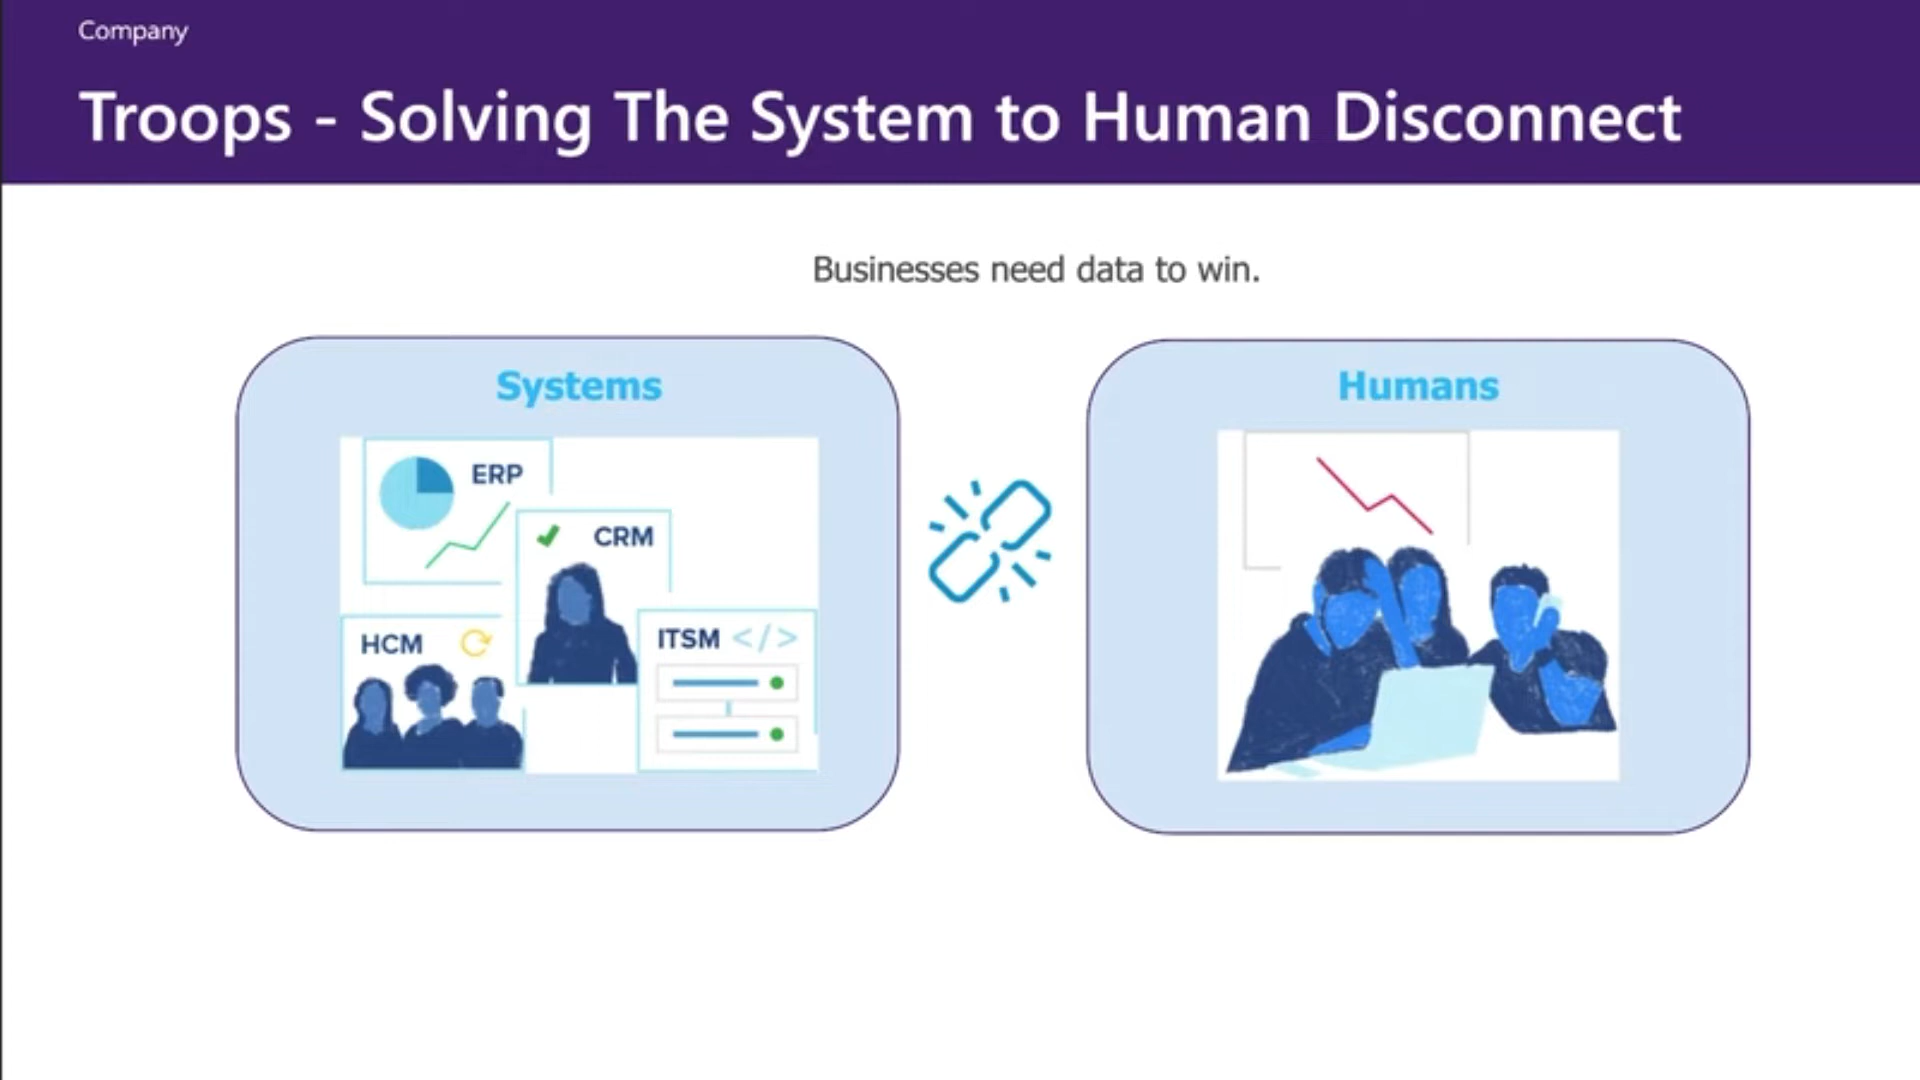 Company
Troops - Solving The System to Human Disconnect
Businesses need data to win.
Systems
ERP
CRM
HCM
ITSM </>
Humans